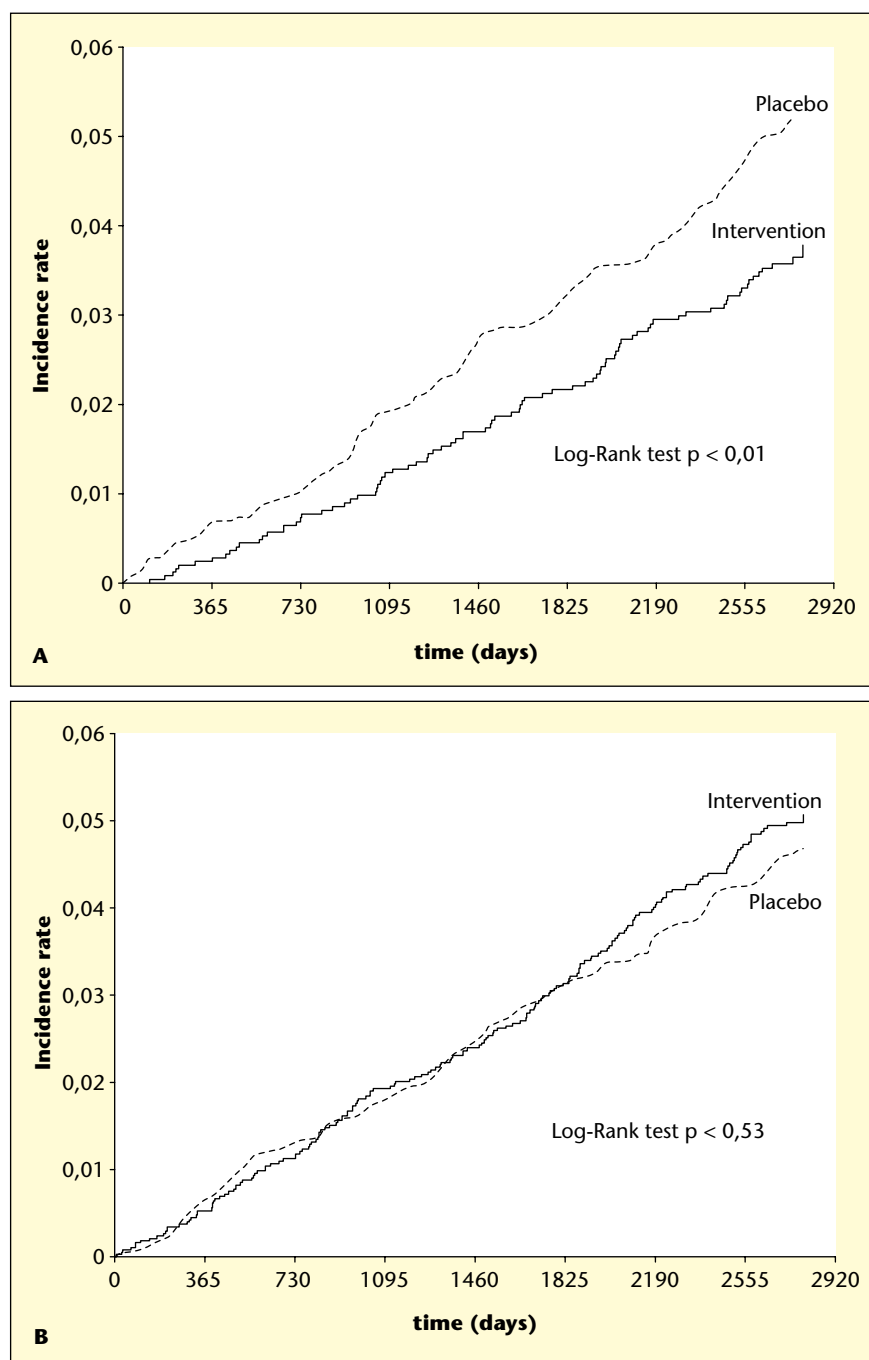 0,06
Placebo
0,05
Intervention
0,04
Incidence rate
0,03
0,02
Log-Rank test p < 0,01
0,01
0
0 365 730 1095 1460 1825 2190 2555 2920
time (days)
A
0,06
Intervention
0,05
Placebo
0,04
Incidence rate
0,03
0,02
Log-Rank test p < 0,53
0,01
0
0 365 730 1095 1460 1825 2190 2555 2920
time (days)
B